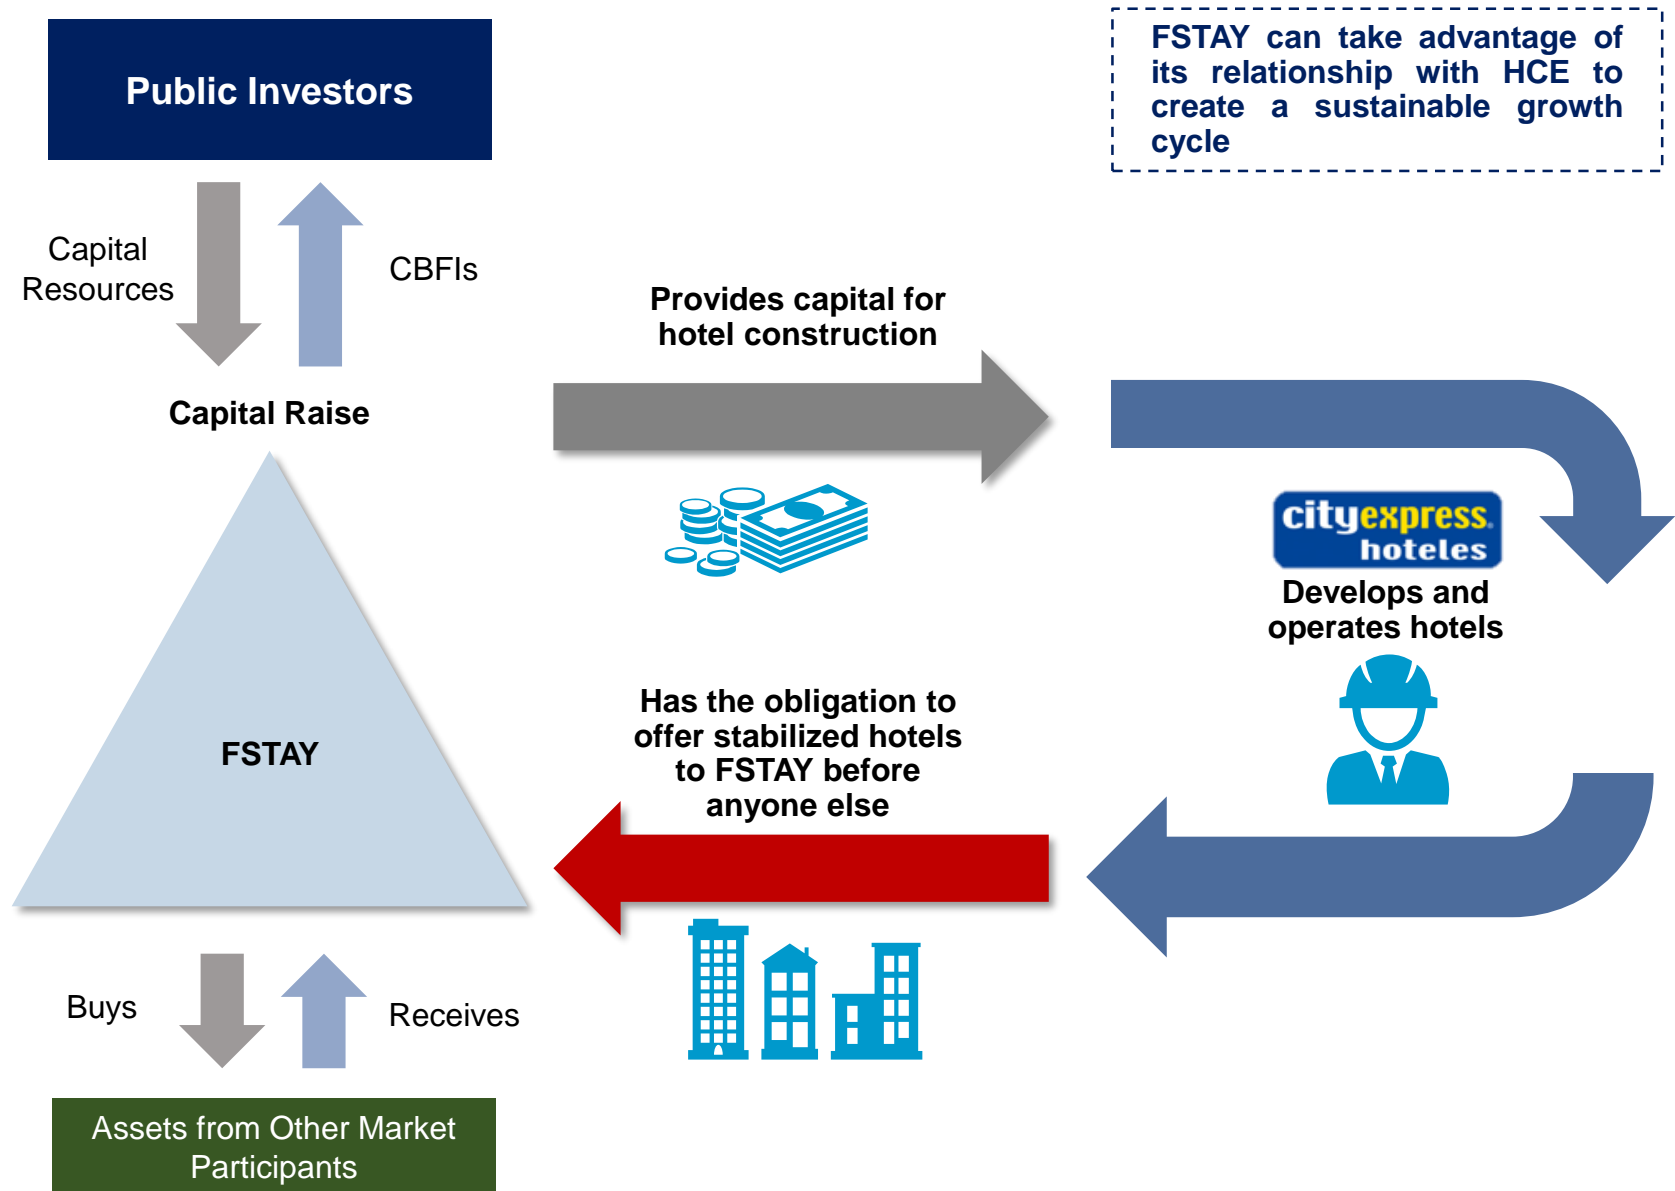 Public Investors
FSTAY can take advantage of
its relationship with HCE to
create a sustainable growth
cycle
Capital
Resources
CBFIs
Provides capital for
hotel construction
Capital Raise
cityexpress.
hoteles
Develops and
operates hotels
Has the obligation to
offer stabilized hotels
to FSTAY before
anyone else
FSTAY
Buys
Receives
Assets from Other Market
Participants